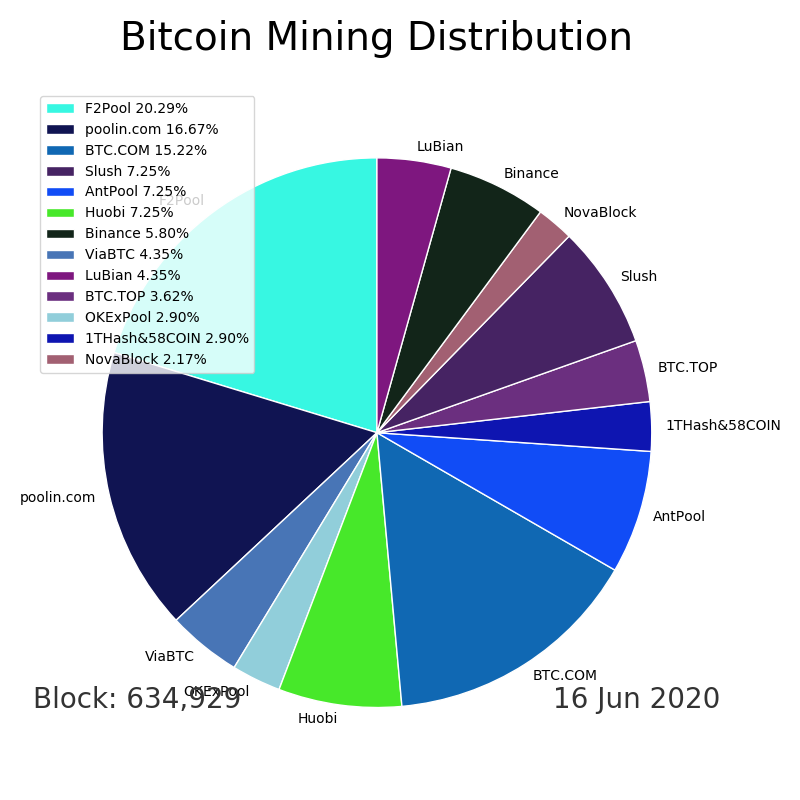 Bitcoin Mining Distribution
F2Pool 20.29%
poolin.com 16.67%
BTC.COM 15.22%
Slush 7.25%
AntPool 7.25%
Huobi 7.25%
Binance 5.80%
ViaBTC 4.35%
LuBian 4.35%
BTC.TOP 3.62%
OKExPool 2.90%
1THash&58COIN 2.90%
NovaBlock 2.17%
LuBian
Binance
F2Pool
NovaBlock
Slush
BTC.TOP
1THash&58COIN
poolin.com
AntPool
ViaBTC
BTC.COM
OKExPool
Block: 634,929
16 Jun 2020
Huobi